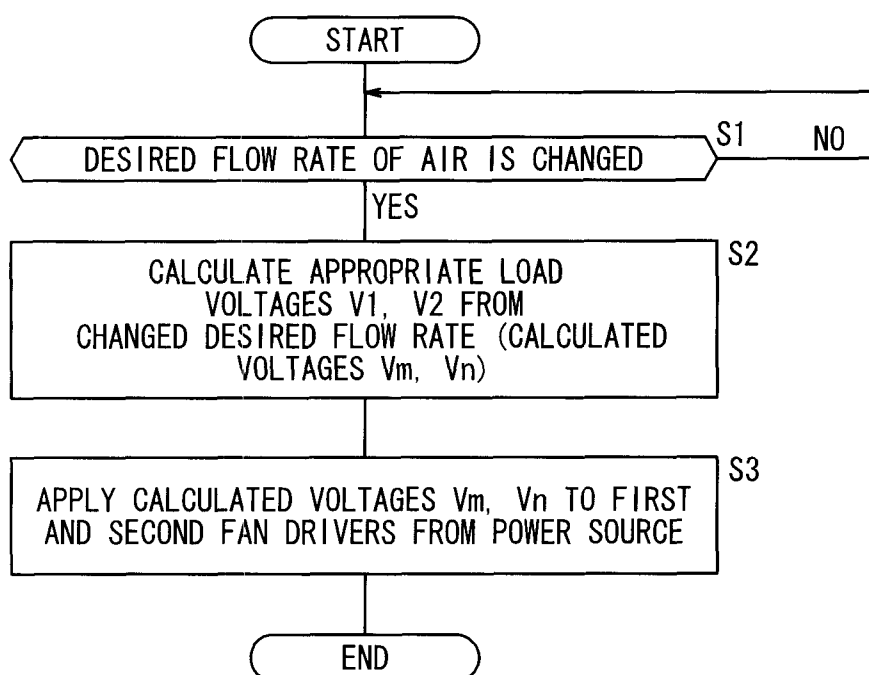 START
DESIRED FLOW RATE OF AIR IS CHANGED
S1
NO
YES
S2
CALCULATE APPROPRIATE LOAD
VOLTAGES V1, V2 FROM
CHANGED DESIRED FLOW RATE (CALCULATED
VOLTAGES Vm, Vn)
S3
APPLY CALCULATED VOLTAGES Vm, Vn TO FIRST
AND SECOND FAN DRIVERS FROM POWER SOURCE
END